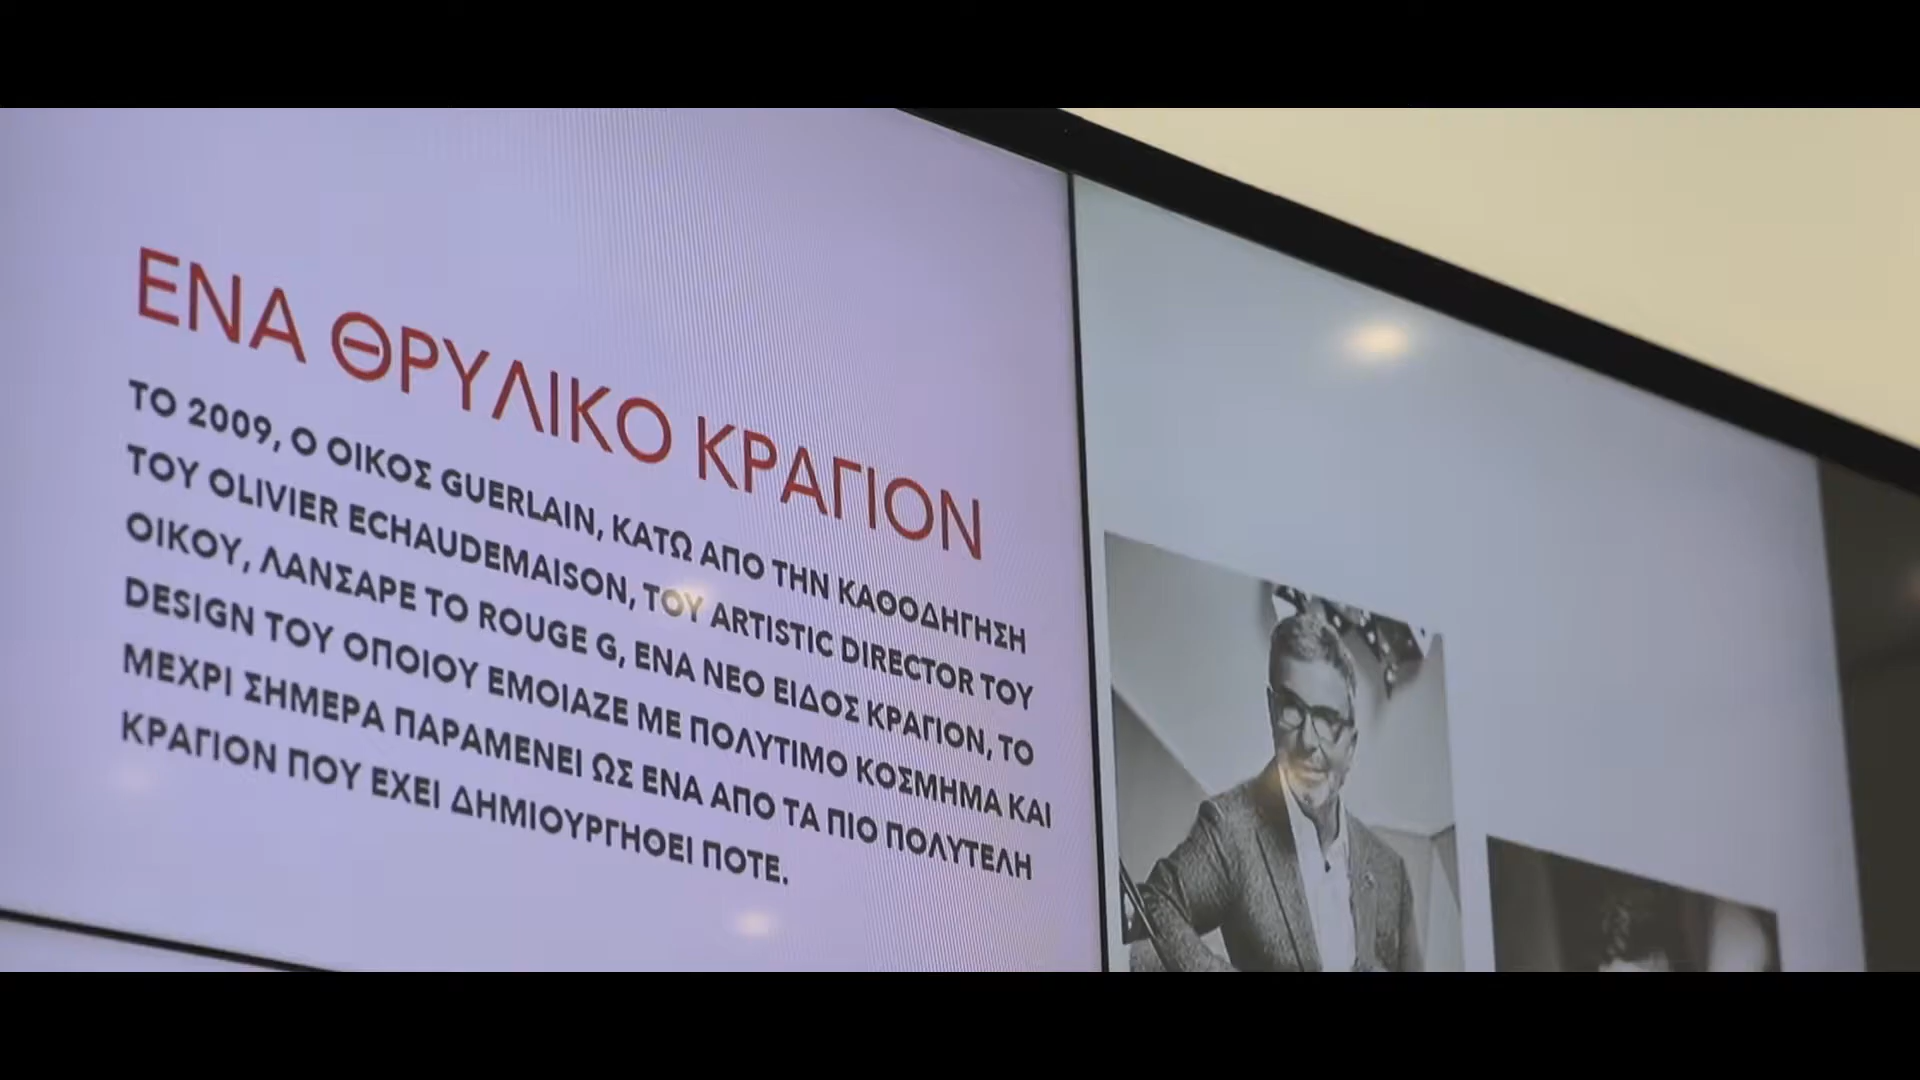 ΕΝΑ ΘΡΥΛΙΚΟ ΚΡΑΓΙΟΝ
ΤΟ 2009, Ο ΟΙΚΟΣ GUERLAIN, ΚΑΤΩ ΑΠΟ ΤΗΝ ΚΑΘΟΔΗΓΗΣΗ
ΤΟΥ OLIVIER ECHAUDEMAISON, ΤΟΥ ARTISTIC DIRECTOR ΤΟΥ
ΟΙΚΟΥ, ΛΑΝΣΑΡΕ ΤΟ ROUGE G, ΕΝΑ ΝΕΟ ΕΙΔΟΣ ΚΡΑΓΙΟΝ, ΤΟ
DESIGN ΤΟΥ ΟΠΟΙΟΥ ΕΜΟΙΑΖΕ ΜΕ ΠΟΛΥΤΙΜΟ ΚΟΣΜΗΜΑ ΚΑΙ
ΜΕΧΡΙ ΣΗΜΕΡΑ ΠΑΡΑΜΕΝΕΙ ΩΣ ΕΝΑ ΑΠΟ ΤΑ ΠΙΟ ΠΟΛΥΤΕΛΗ
ΚΡΑΓΙΟΝ ΠΟΥ ΕΧΕΙ ΔΗΜΙΟΥΡΓΗΘΕΙ ΠΟΤΕ.